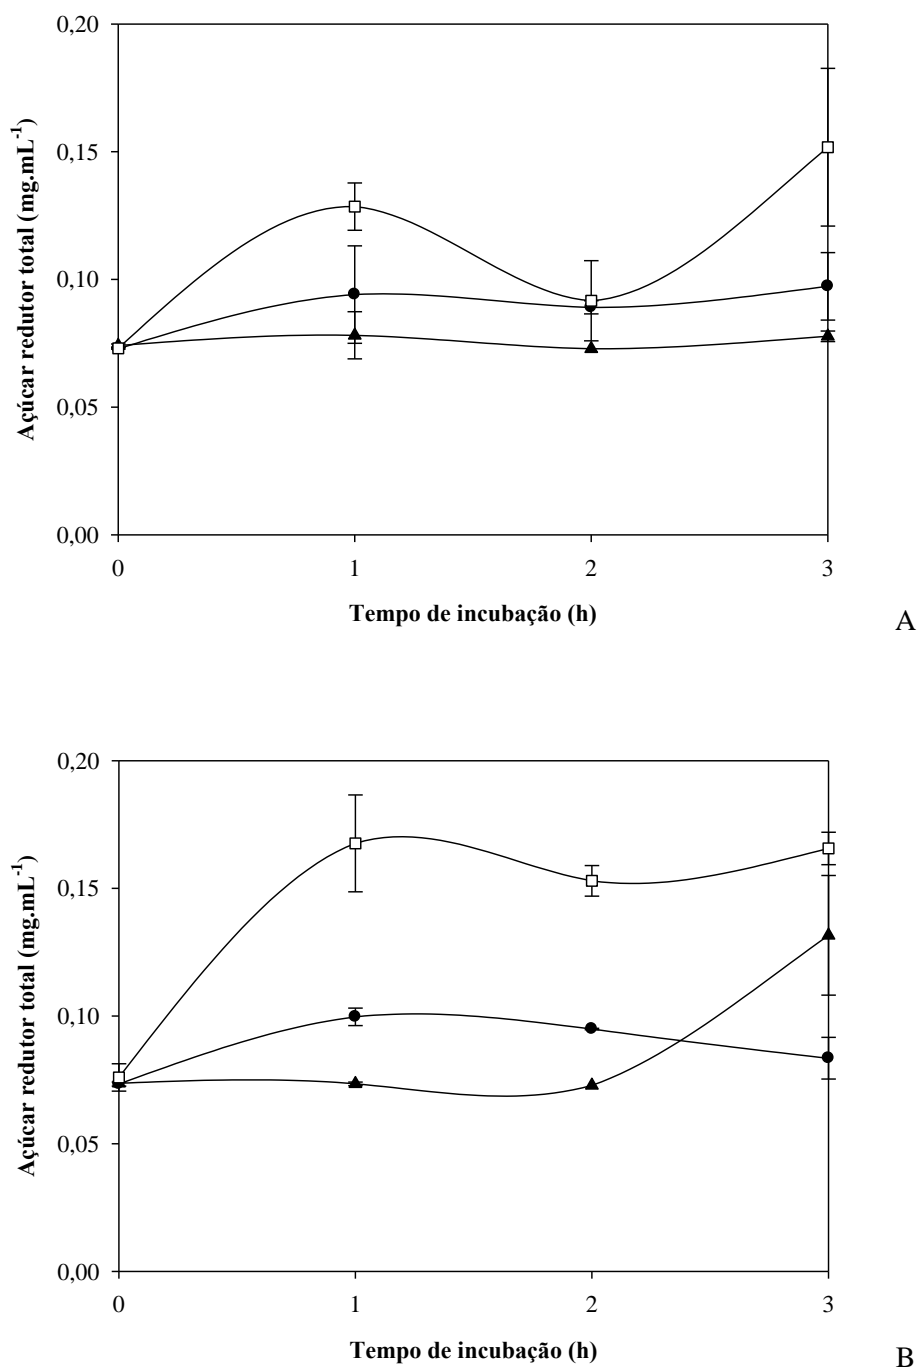 0,20
0,15
0,10
0,05
0,00
Açúcar redutor total (mg.mL-1)
0 1 2 3
Tempo de incubação (h)
A
0,20
0,15
0,10
0,05
0,00
Açúcar redutor total (mg.mL-1)
0 1 2 3
Tempo de incubação (h)
B